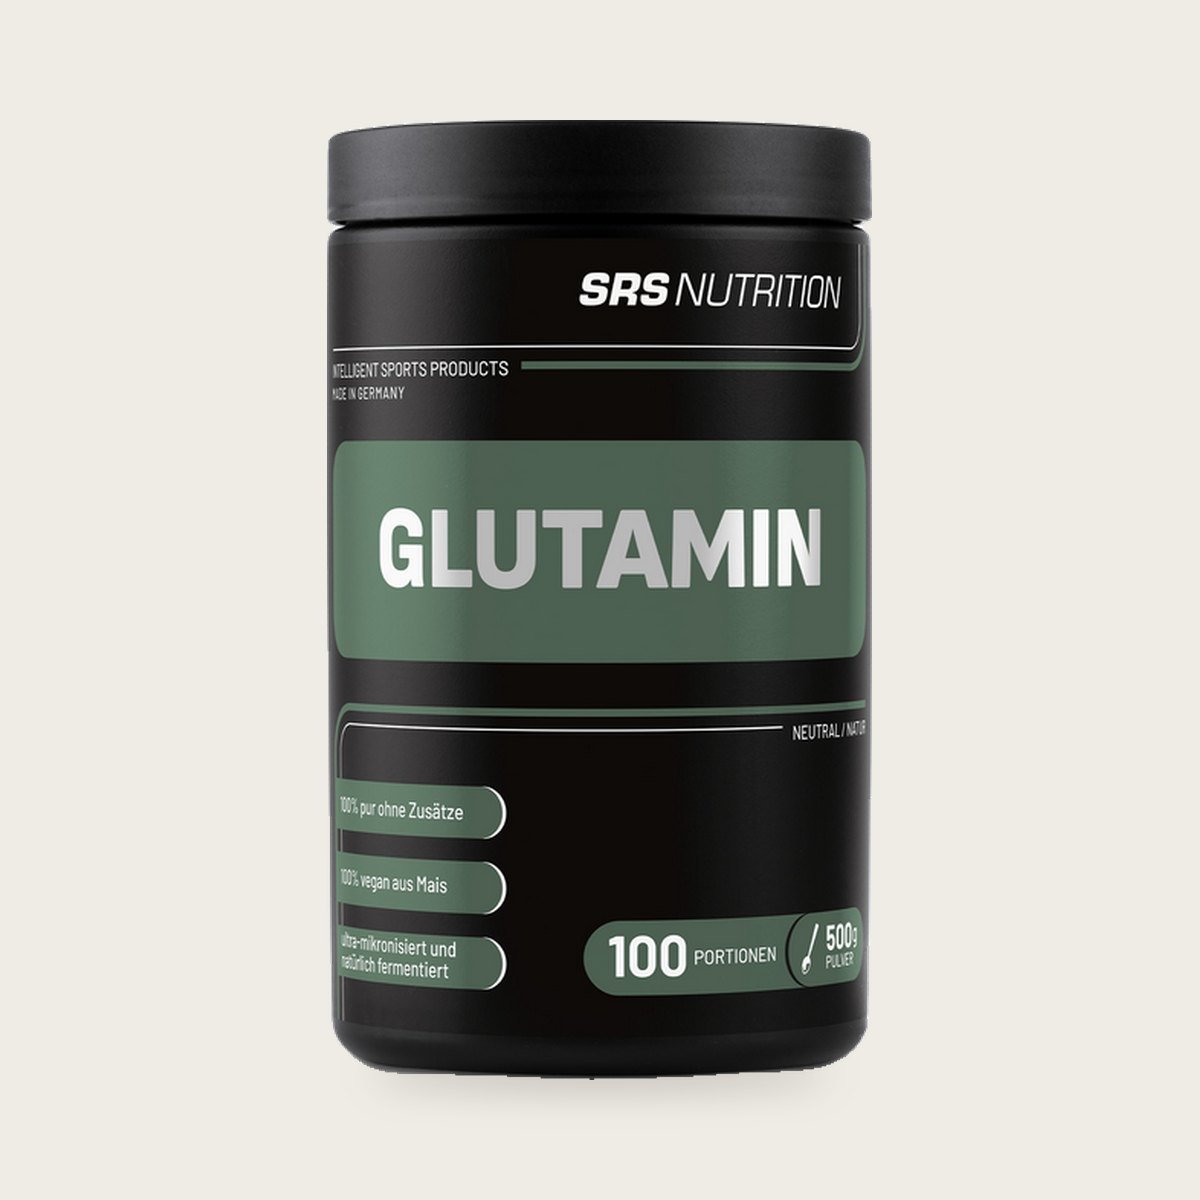 SRS NUTRITION
INTELLIGENT SPORTS PRODUCTS
MADE IN GERMANY
GLUTAMIN
NEUTRAL / NATUR
100% pur ohne Zusätze
100% vegan aus Mais
ultra-mikronisiert und
natürlich fermentiert
100 PORTIONEN
500g
PULVER